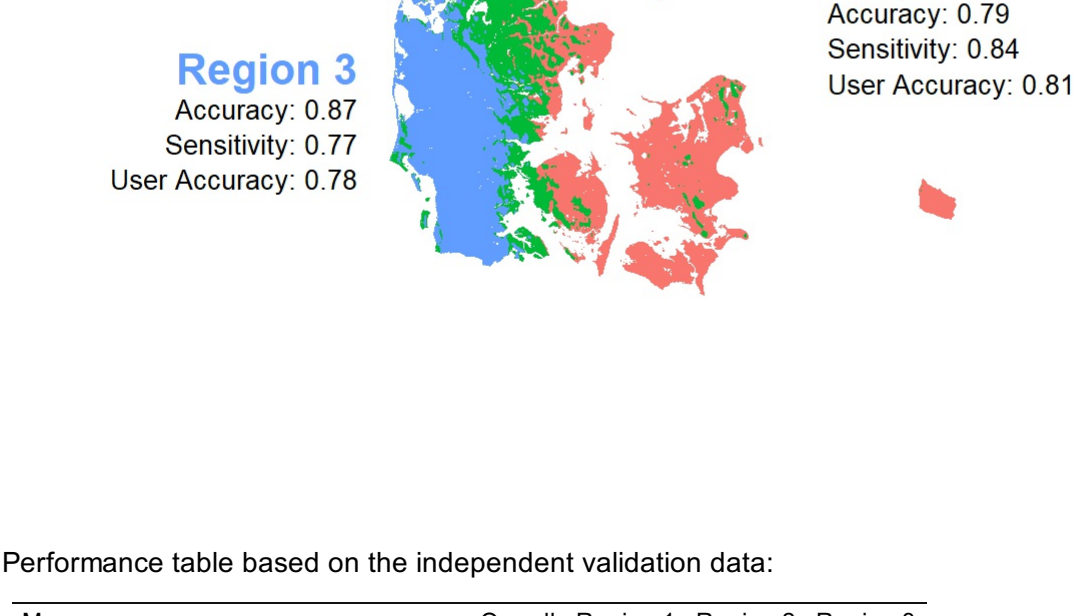 Accuracy: 0.79
Sensitivity: 0.84
User Accuracy: 0.81
Region 3
Accuracy: 0.87
Sensitivity: 0.77
User Accuracy: 0.78
Performance table based on the independent validation data: